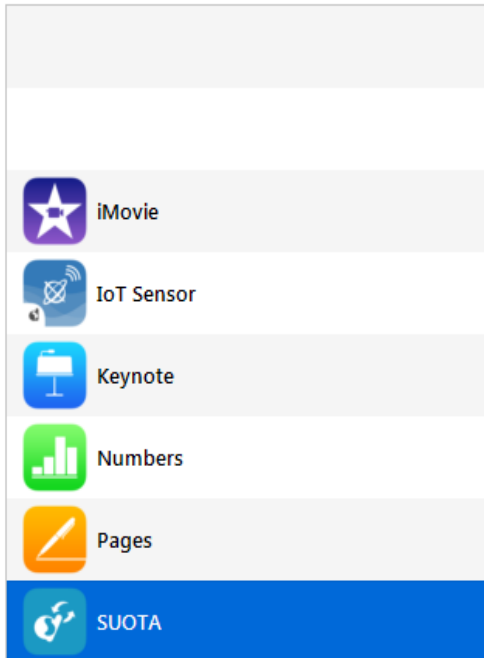 iMovie
IoT Sensor
Keynote
Numbers
Pages
SUOTA